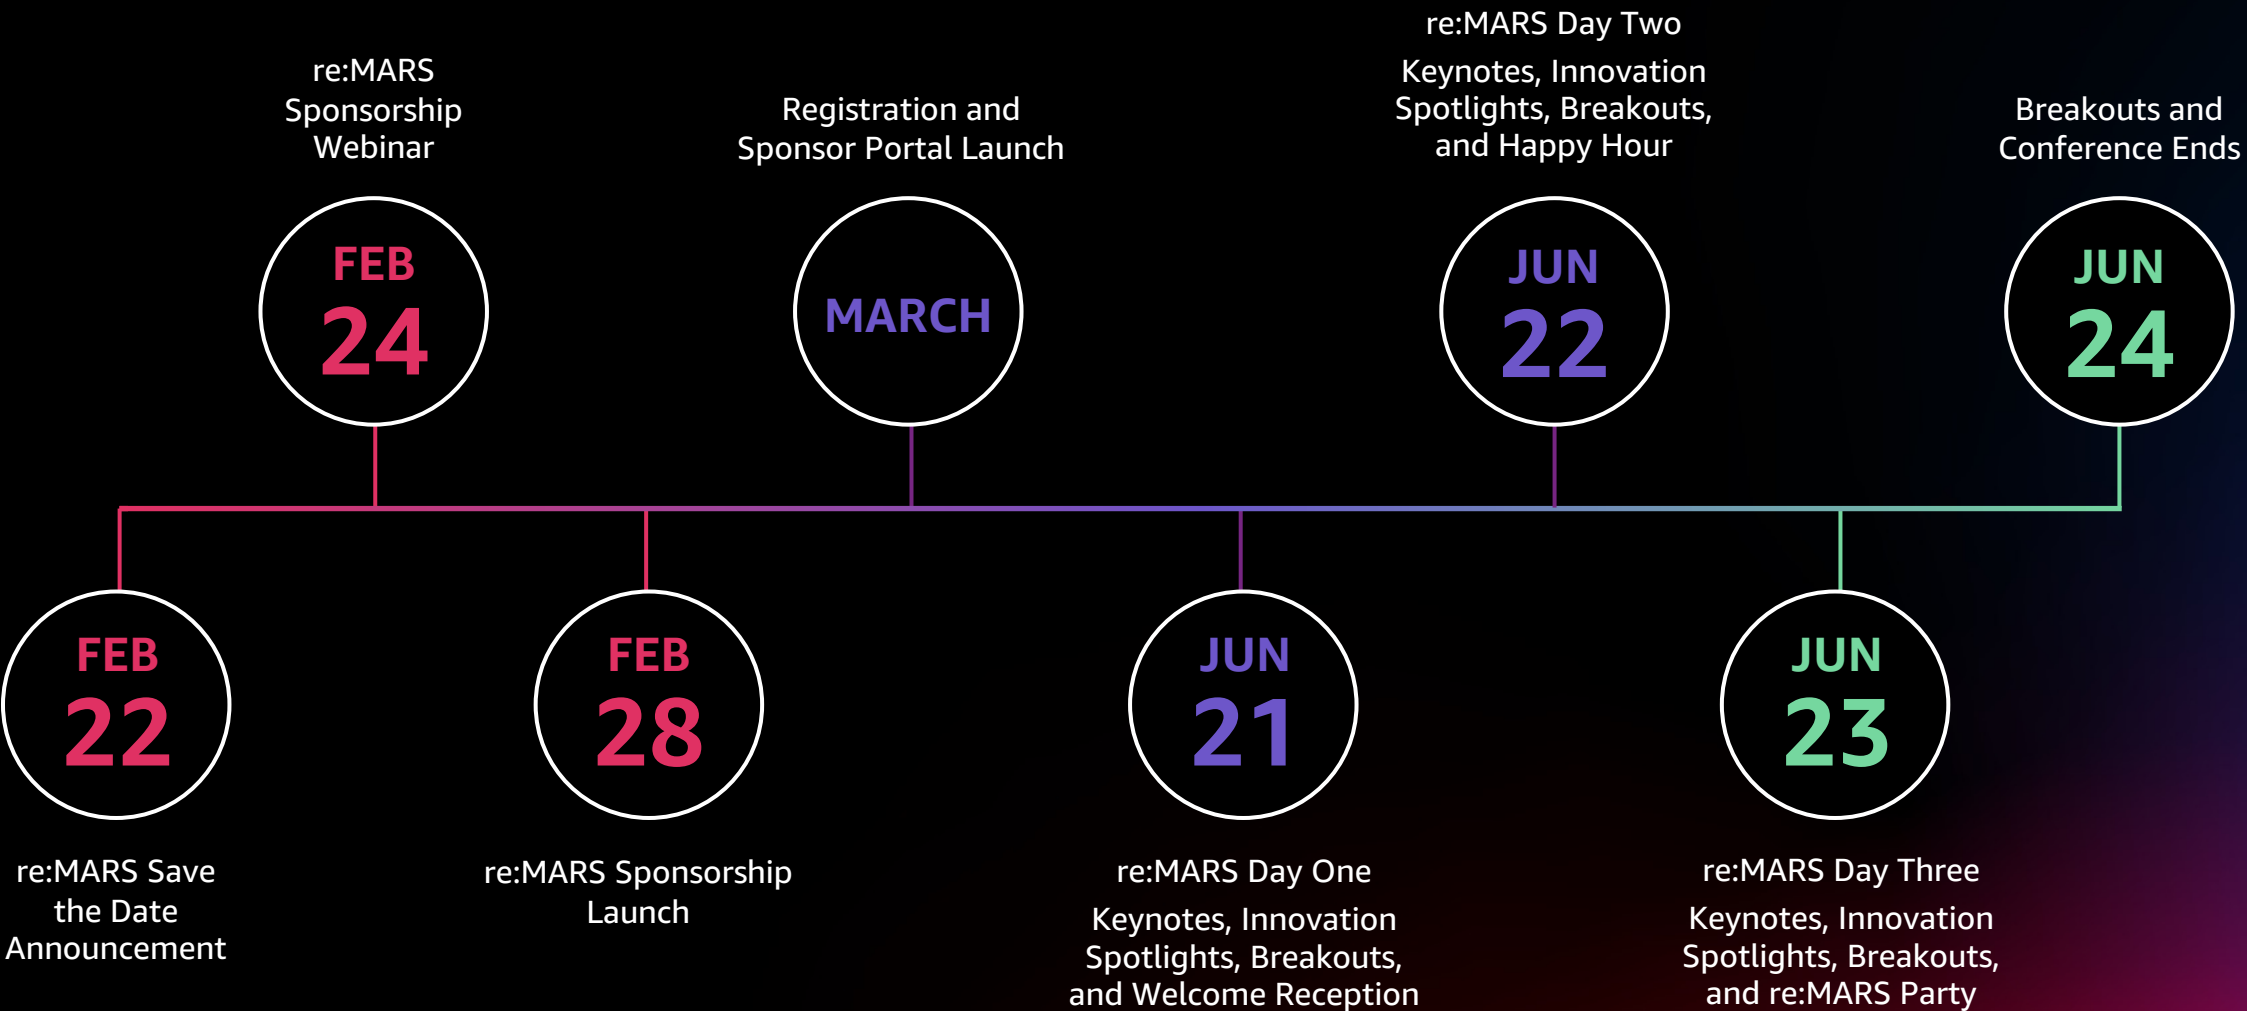 re:MARS
Sponsorship
Webinar
FEB
24
Registration and
Sponsor Portal Launch
MARCH
re:MARS Day Two
Keynotes, Innovation
Spotlights, Breakouts,
and Happy Hour
JUN
22
Breakouts and
Conference Ends
JUN
24
FEB
22
re:MARS Save
the Date
Announcement
FEB
28
re:MARS Sponsorship
Launch
JUN
21
re:MARS Day One
Keynotes, Innovation
Spotlights, Breakouts,
and Welcome Reception
JUN
23
re:MARS Day Three
Keynotes, Innovation
Spotlights, Breakouts,
and re:MARS Party